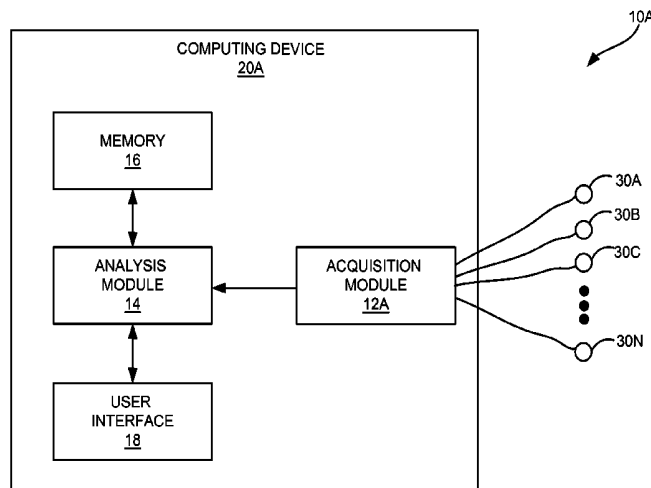 10A
COMPUTING DEVICE
20A
MEMORY
16
30A
30B
30C
ANALYSIS
MODULE
14
ACQUISITION
MODULE
12A
30N
USER
INTERFACE
18